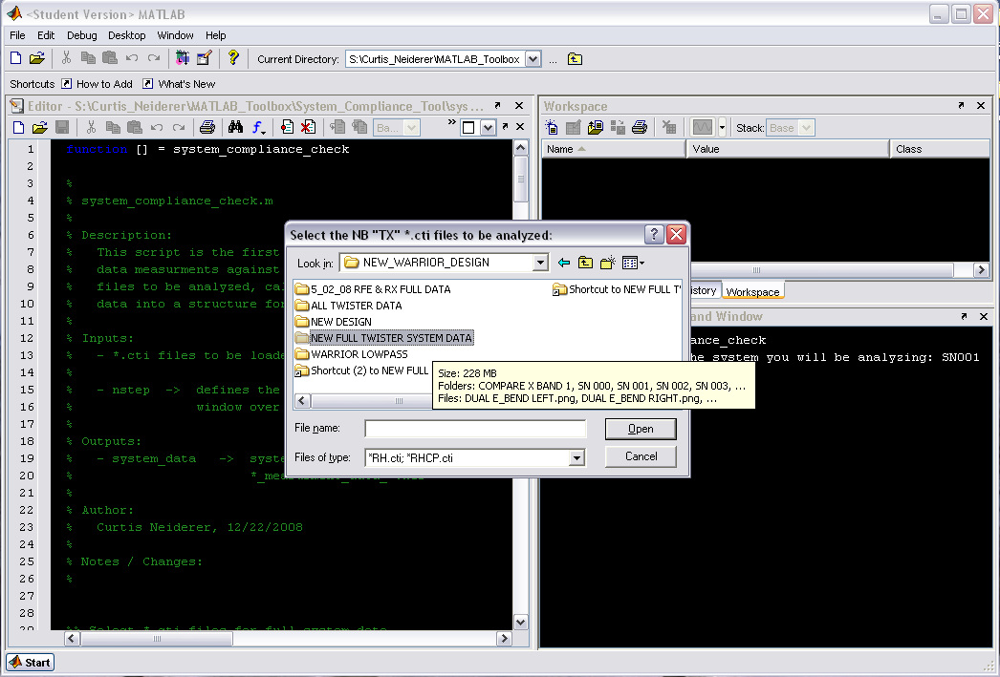 <Student Version> MATLAB
File Edit Debug Desktop Window Help
Current Directory: S:\Curtis_Neiderer\MATLAB_Toolbox ...
Shortcuts How to Add What's New
Editor - S:\Curtis_Neiderer\MATLAB_Toolbox\System_Compliance_Tool\sys ...
Ba...
1 function [] = system_compliance_check
2
3 %
4 % system_compliance_check.m
5 %
6 % Description:
7 % This script is the first
8 % data measurments against
9 % files to be analyzed, cal
10 % data into a structure for
11 %
12 % Inputs:
13 % - *.cti files to be loade
14 %
15 % - nstep -> defines the
16 % window over
17 %
18 % Outputs:
19 % - system_data -> syste
20 %
21 %
22 % Author:
23 % Curtis Neiderer, 12/22/2008
24 %
25 % Notes / Changes:
26 %
27
28
29 %% Select *.cti files for full system data
Workspace
Stack: Base
Name Value Class
istory Workspace
and Window
ance_check
he system you will be analyzing: SN001
Select the NB "TX" *.cti files to be analyzed:
Look in: NEW_WARRIOR_DESIGN
5_02_08 RFE & RX FULL DATA
ALL TWISTER DATA
NEW DESIGN
NEW FULL TWISTER SYSTEM DATA
WARRIOR LOWPASS
Shortcut (2) to NEW FULL
Shortcut to NEW FULL T
Size: 228 MB
Folders: COMPARE X BAND 1, SN 000, SN 001, SN 002, SN 003, ...
Files: DUAL E_BEND LEFT.png, DUAL E_BEND RIGHT.png, ...
File name:
Open
Files of type: *RH.cti; *RHCP.cti
Cancel
Start